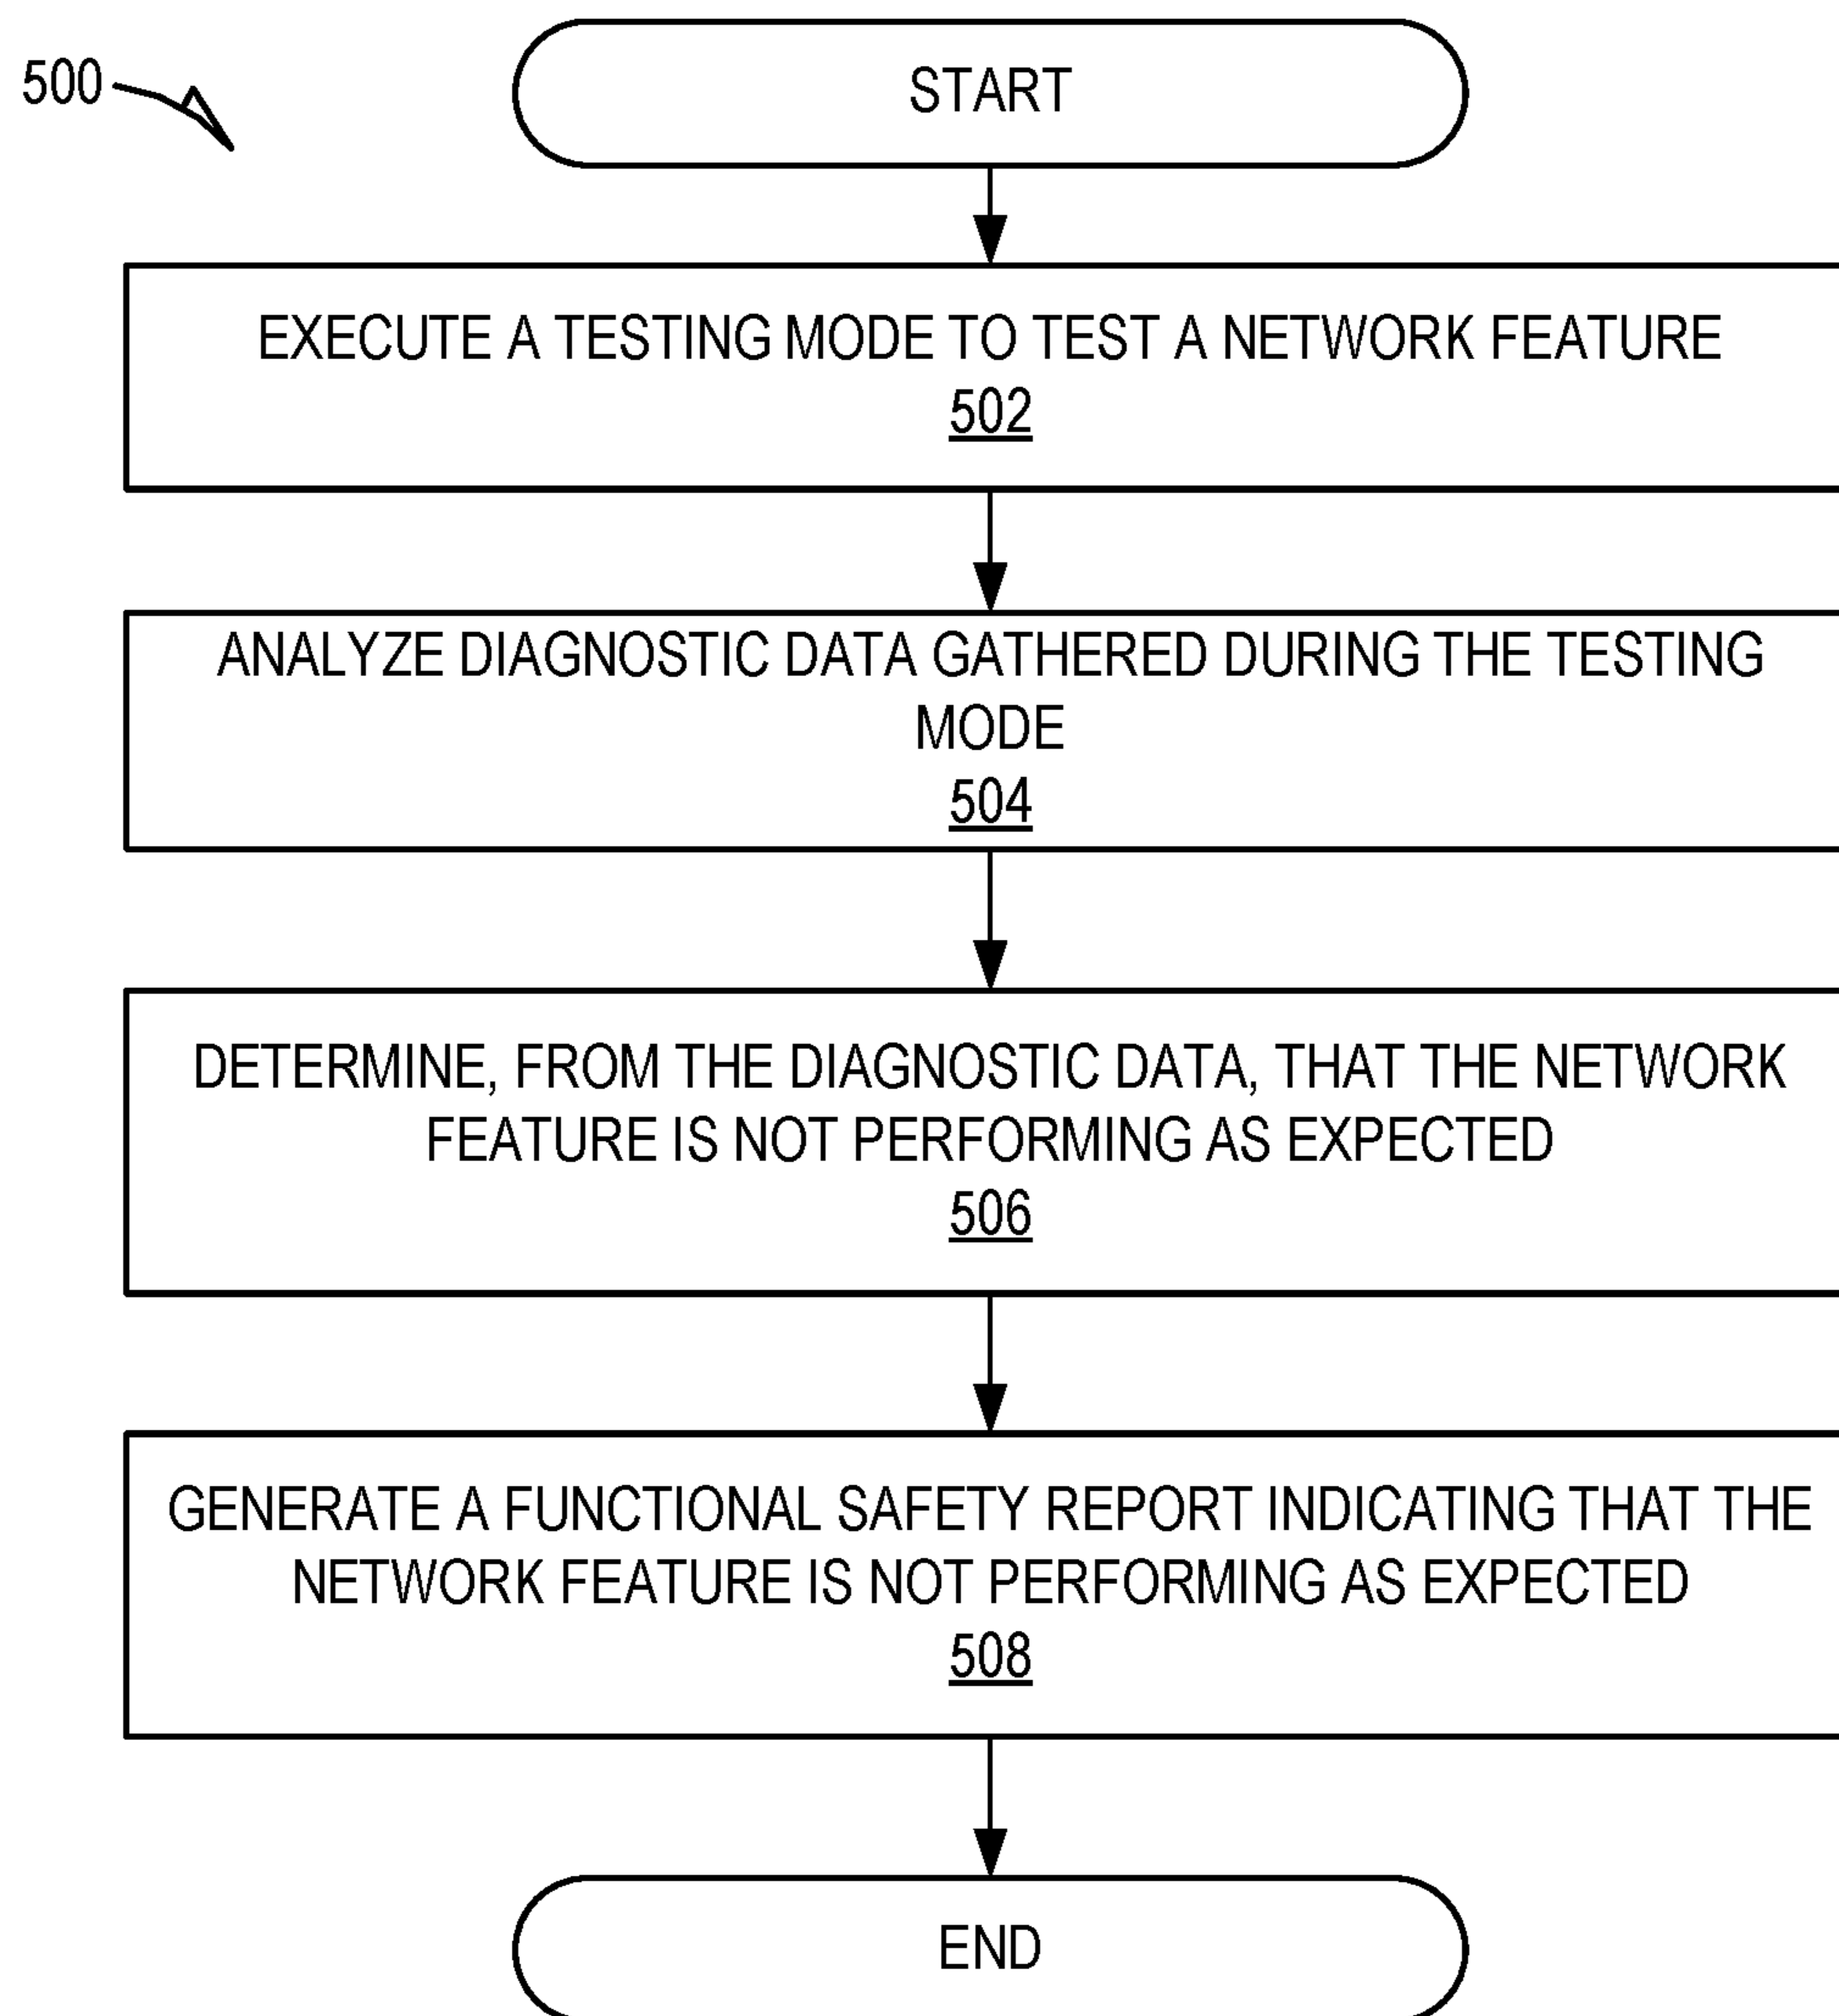 500
START
EXECUTE A TESTING MODE TO TEST A NETWORK FEATURE
502
ANALYZE DIAGNOSTIC DATA GATHERED DURING THE TESTING
MODE
504
DETERMINE, FROM THE DIAGNOSTIC DATA, THAT THE NETWORK
FEATURE IS NOT PERFORMING AS EXPECTED
506
GENERATE A FUNCTIONAL SAFETY REPORT INDICATING THAT THE
NETWORK FEATURE IS NOT PERFORMING AS EXPECTED
508
END